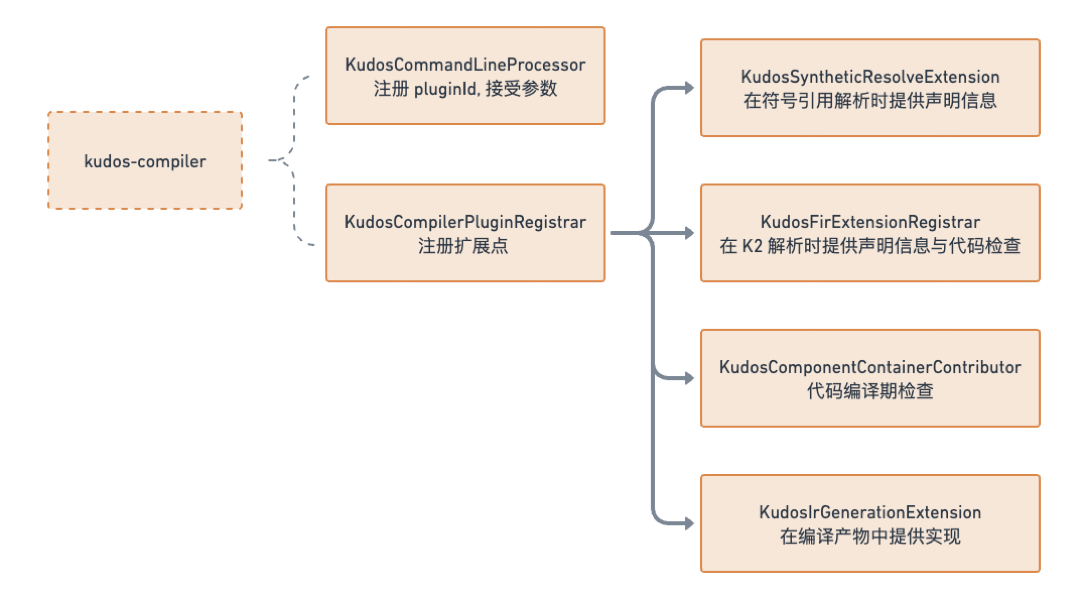 kudos-compiler
KudosCommandLineProcessor
注册 pluginId, 接受参数
KudosCompilerPluginRegistrar
注册扩展点
KudosSyntheticResolveExtension
在符号引用解析时提供声明信息
KudosFirExtensionRegistrar
在 K2 解析时提供声明信息与代码检查
KudosComponentContainerContributor
代码编译期检查
KudosIrGenerationExtension
在编译产物中提供实现